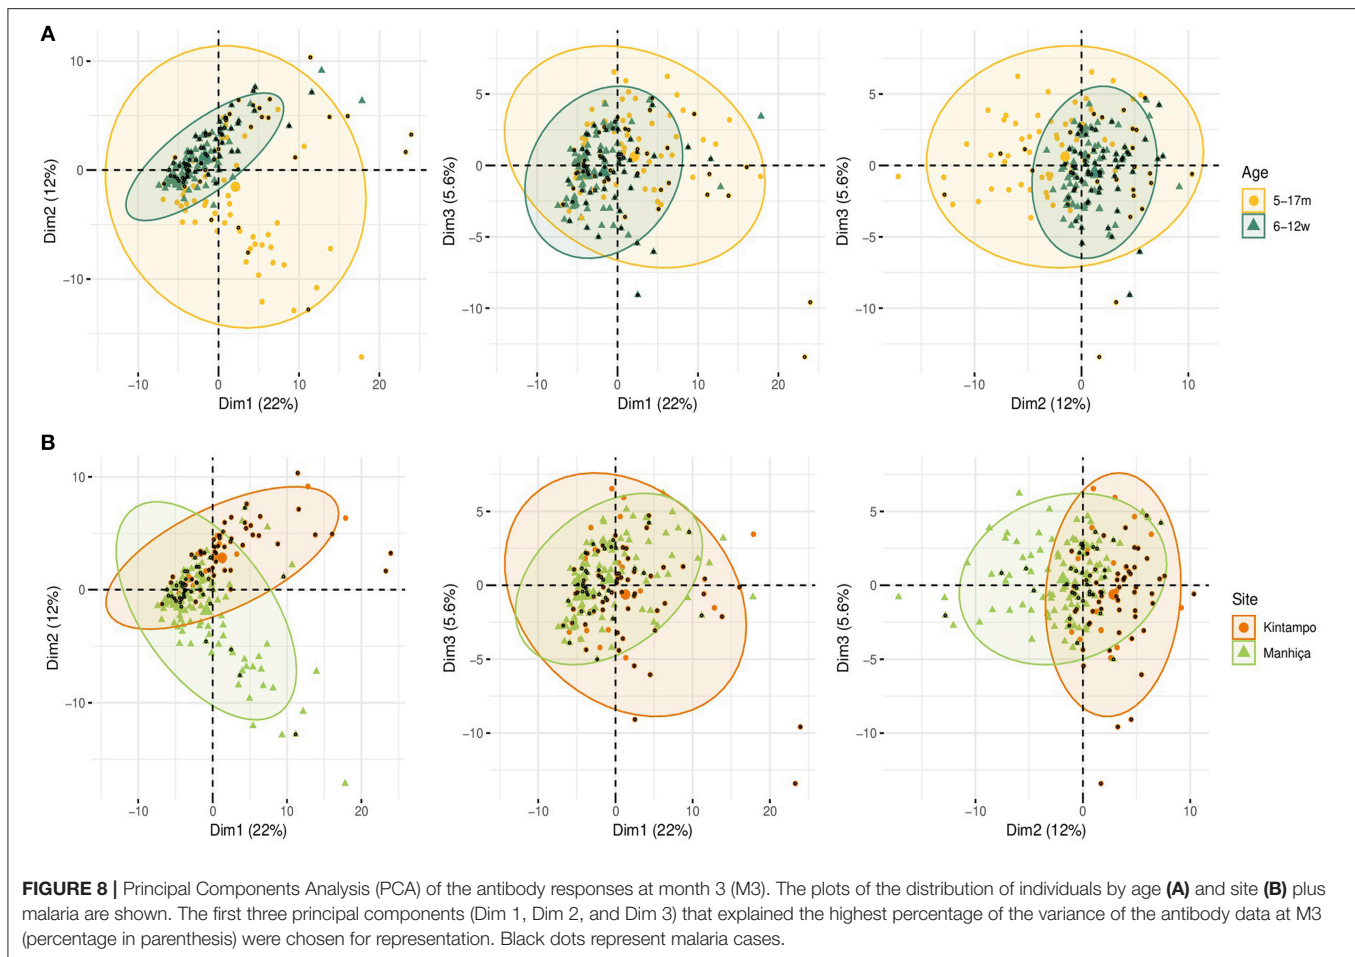 A
10
0
−10
Dim2 (12%)
−10
0
10
20
Dim1 (22%)
5
0
−5
−10
Dim3 (5.6%)
−10
0
10
20
Dim1 (22%)
5
0
−5
−10
Dim3 (5.6%)
−10
0
10
Dim2 (12%)
Age
5−17m
6−12w
B
10
0
−10
Dim2 (12%)
−10
0
10
20
Dim1 (22%)
5
0
−5
−10
Dim3 (5.6%)
−10
0
10
20
Dim1 (22%)
5
0
−5
−10
Dim3 (5.6%)
−10
0
10
Dim2 (12%)
Site
Kintampo
Manhiça
FIGURE 8 | Principal Components Analysis (PCA) of the antibody responses at month 3 (M3). The plots of the distribution of individuals by age (A) and site (B) plus
malaria are shown. The first three principal components (Dim 1, Dim 2, and Dim 3) that explained the highest percentage of the variance of the antibody data at M3
(percentage in parenthesis) were chosen for representation. Black dots represent malaria cases.